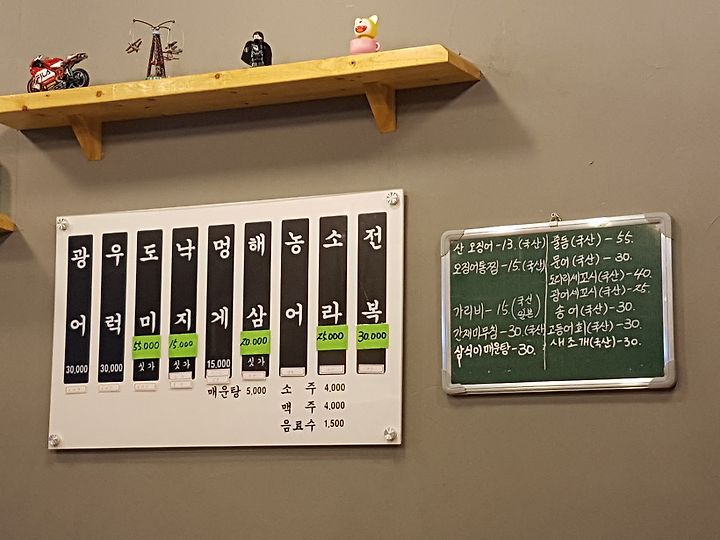 광어
30,000
우럭
30,000
도미
55,000
싯가
낙지
15,000
싯가
멍게
15,000
해삼
20,000
싯가
농어
소라
25,000
전복
30,000
매운탕 5,000
소 주 4,000
맥 주 4,000
음료수 1,500
산 오징어-13.(국산)
오징어통찜-15.(국산)
가리비-15(국산 일본)
간재미무침-30(국산)
삼식이매운탕-30.
줄돔(국산)-55.
문어(국산)-30.
도다리세꼬시(국산)-40.
광어세꼬시(국산)-25.
송어(국산)-30.
고등어회(국산)-30.
새조개(국산)-30.